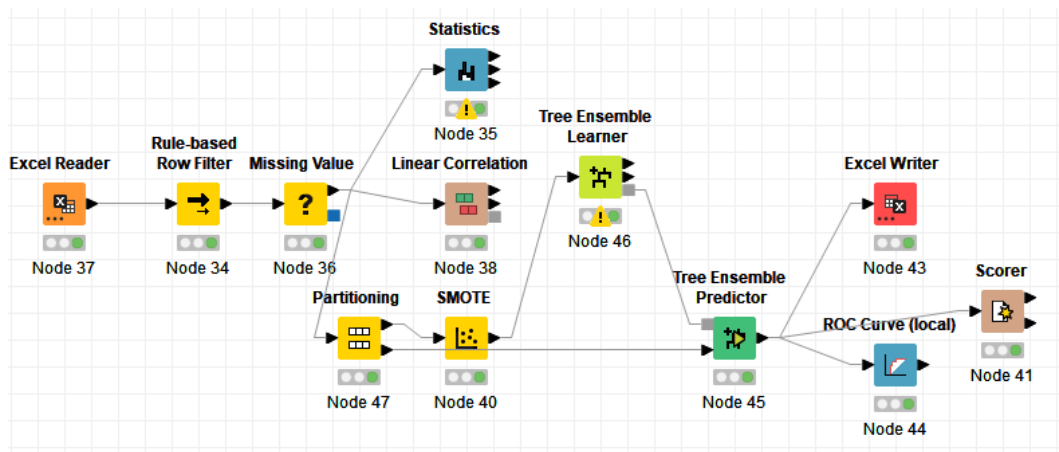 Statistics
Node 35
Tree Ensemble
Learner
Node 46
Excel Reader
Node 37
Rule-based
Row Filter
Node 34
Missing Value
?
Node 36
Linear Correlation
Node 38
Excel Writer
Node 43
Partitioning
Node 47
SMOTE
Node 40
Tree Ensemble
Predictor
Node 45
ROC Curve (local)
Node 44
Scorer
Node 41